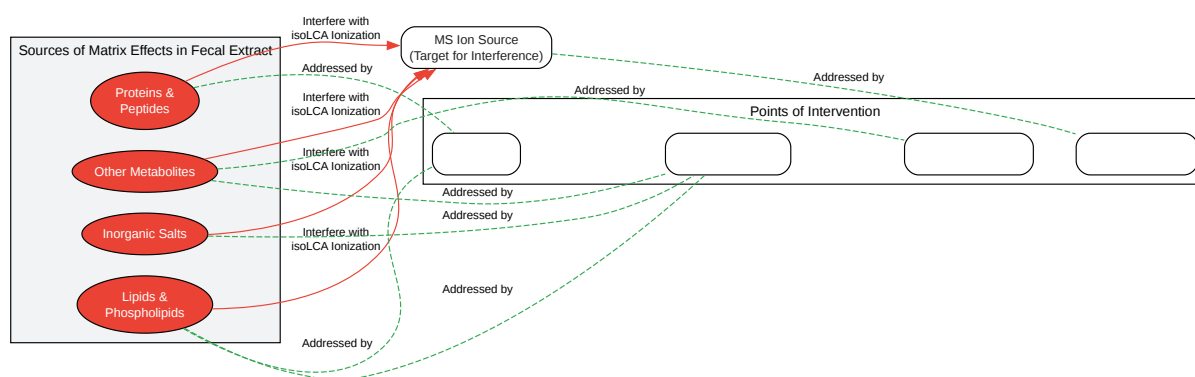 Sources of Matrix Effects in Fecal Extract
Proteins &
Peptides
Other Metabolites
Inorganic Salts
Lipids &
Phospholipids
Interfere with
isoLCA Ionization
Addressed by
Interfere with
isoLCA Ionization
Interfere with
isoLCA Ionization
Addressed by
Addressed by
Interfere with
isoLCA Ionization
Addressed by
Addressed by
MS Ion Source
(Target for Interference)
Addressed by
Addressed by
Points of Intervention